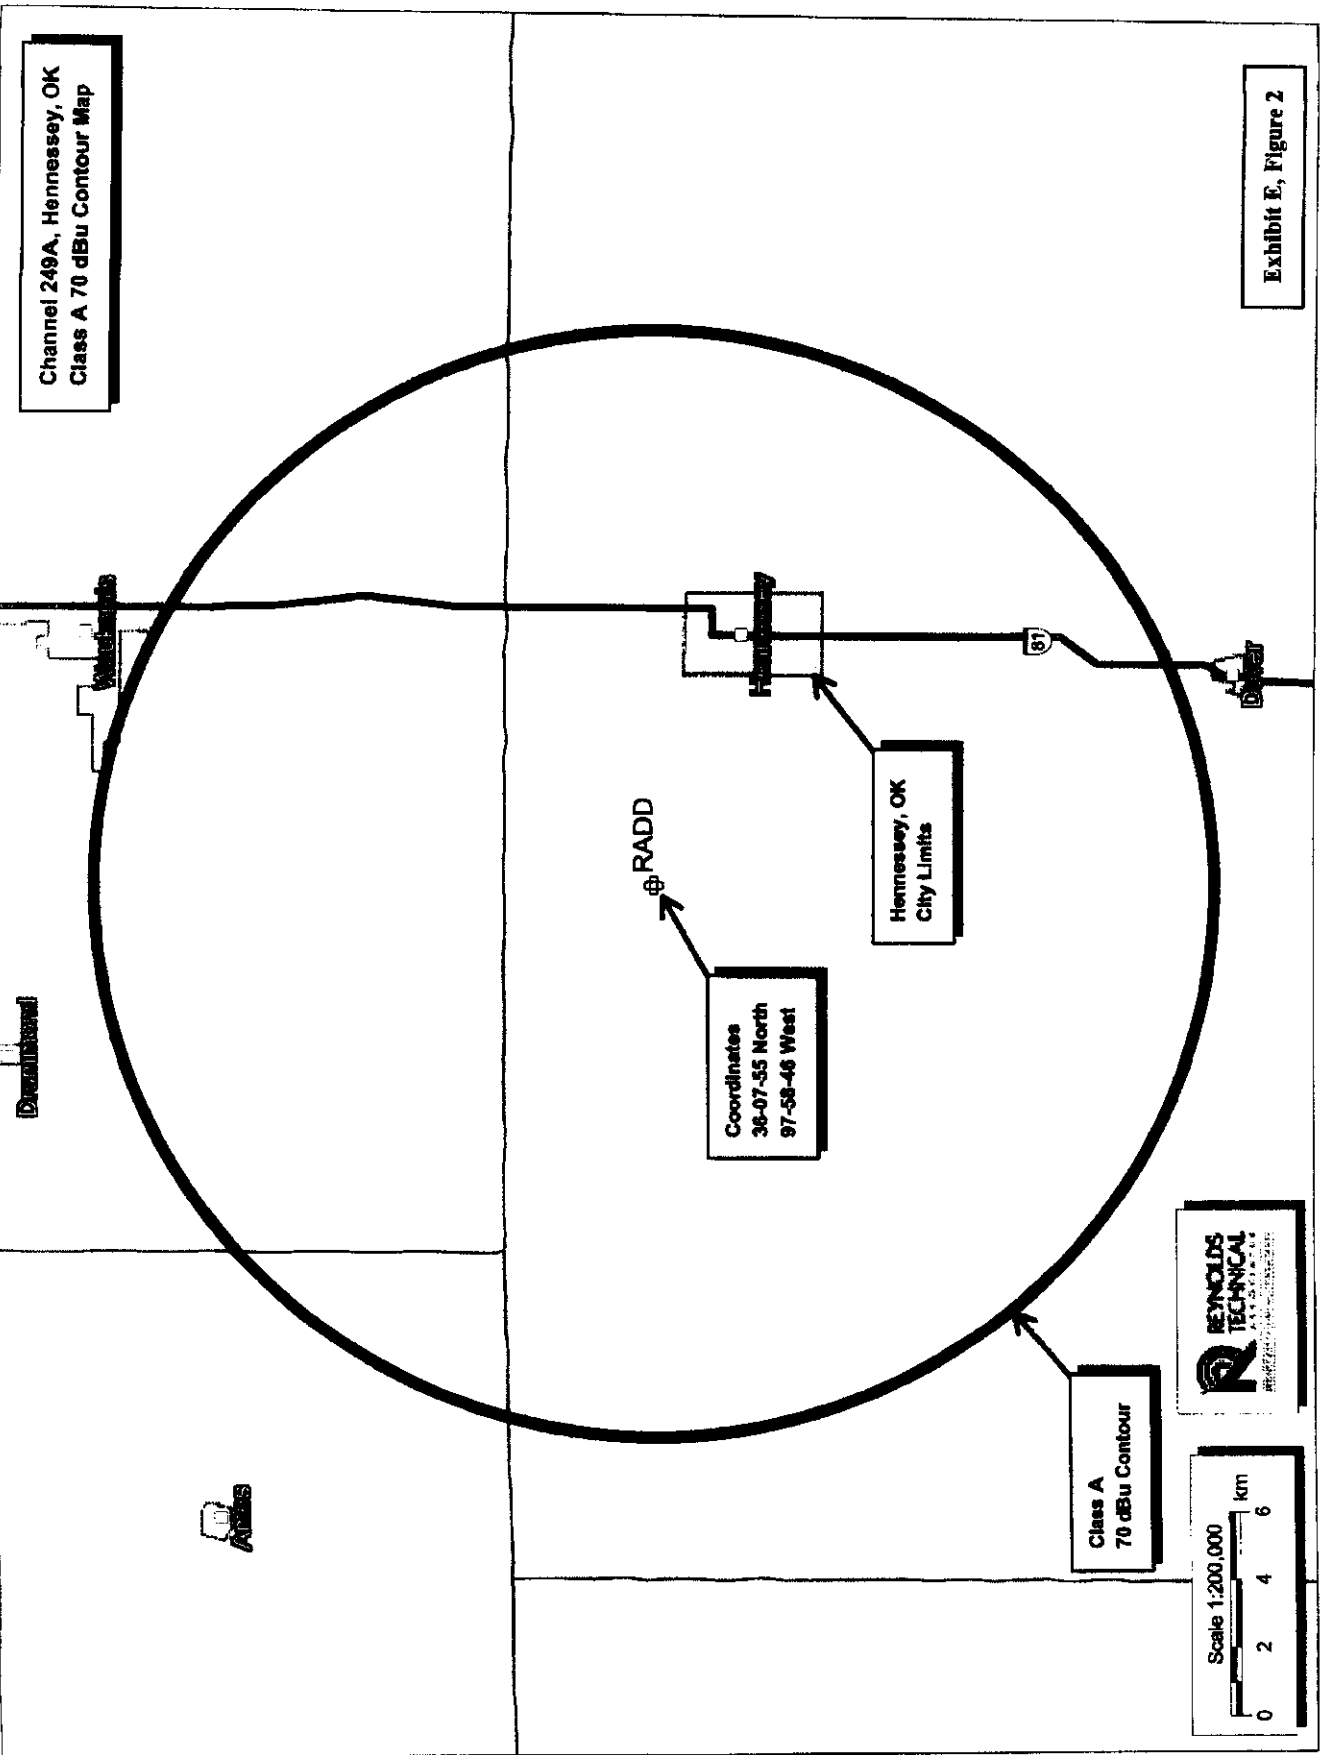 Channel 249A, Hennessey, OK
Class A 70 dBu Contour Map
Drummond
Waukomis
Ames
RADD
Coordinates
36-07-55 North
97-58-46 West
Hennessey
Hennessey, OK
City Limits
81
Dover
Class A
70 dBu Contour
Scale 1:200,000
km
0 2 4 6
REYNOLDS
TECHNICAL
ASSOCIATES
Exhibit E, Figure 2